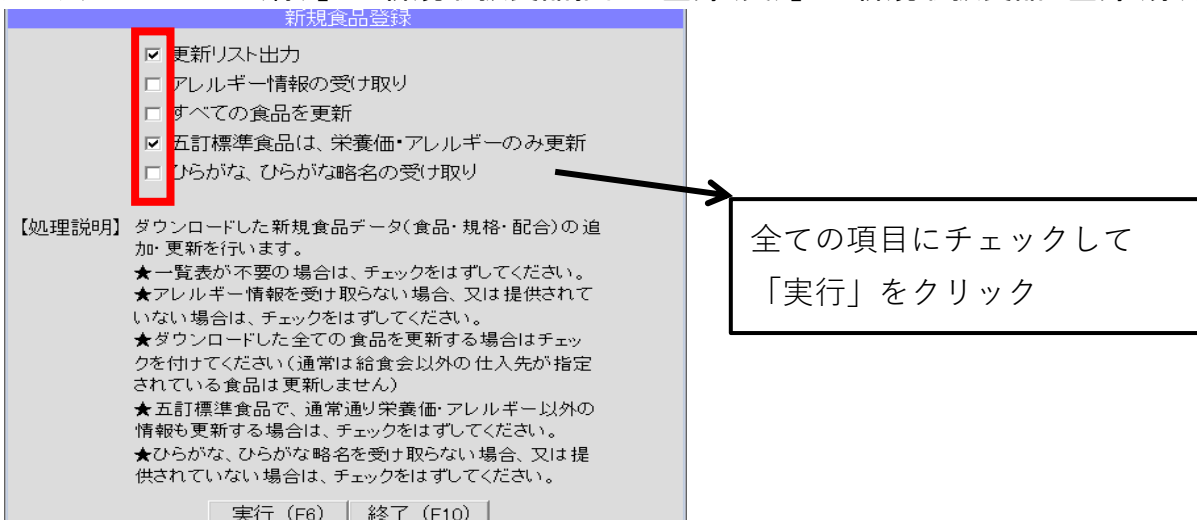 新規食品登録
更新リスト出力
アレルギー情報の受け取り
すべての食品を更新
五訂標準食品は、栄養価・アレルギーのみ更新
ひらがな、ひらがな略名の受け取り
【処理説明】ダウンロードした新規食品データ(食品・規格・配合)の追
加・更新を行います。
★一覧表が不要の場合は、チェックをはずしてください。
★アレルギー情報を受け取らない場合、又は提供されて
いない場合は、チェックをはずしてください。
★ダウンロードした全ての食品を更新する場合はチェッ
クを付けてください(通常は給食会以外の仕入先が指定
されている食品は更新しません)
★五訂標準食品で、通常通り栄養価・アレルギー以外の
情報も更新する場合は、チェックをはずしてください。
★ひらがな、ひらがな略名を受け取らない場合、又は提
供されていない場合は、チェックをはずしてください。
実行(F6) 終了(F10)
全ての項目にチェックして
「実行」をクリック